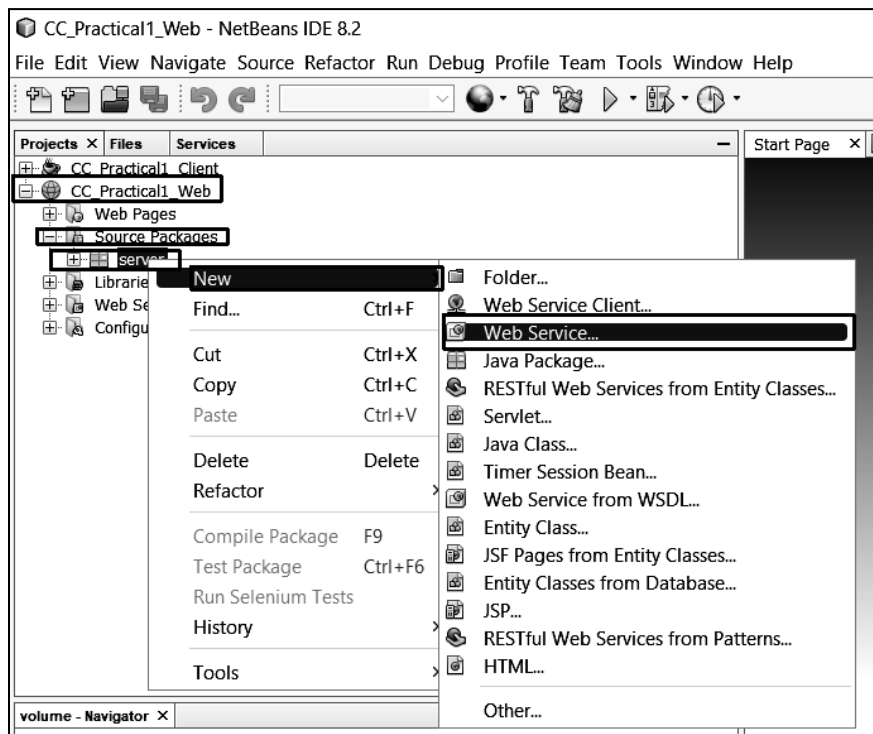 CC_Practical1_Web - NetBeans IDE 8.2
File Edit View Navigate Source Refactor Run Debug Profile Team Tools Window Help
Projects × Files Services
Start Page ×
CC_Practical1_Client
CC_Practical1_Web
Web Pages
Source Packages
server
Librarie
Web Se
Configu
New
Find... Ctrl+F
Cut Ctrl+X
Copy Ctrl+C
Paste Ctrl+V
Delete Delete
Refactor
Compile Package F9
Test Package Ctrl+F6
Run Selenium Tests
History
Tools
Folder...
Web Service Client...
Web Service...
Java Package...
RESTful Web Services from Entity Classes...
Servlet...
Java Class...
Timer Session Bean...
Web Service from WSDL...
Entity Class...
JSF Pages from Entity Classes...
Entity Classes from Database...
JSP...
RESTful Web Services from Patterns...
HTML...
Other...
volume - Navigator ×